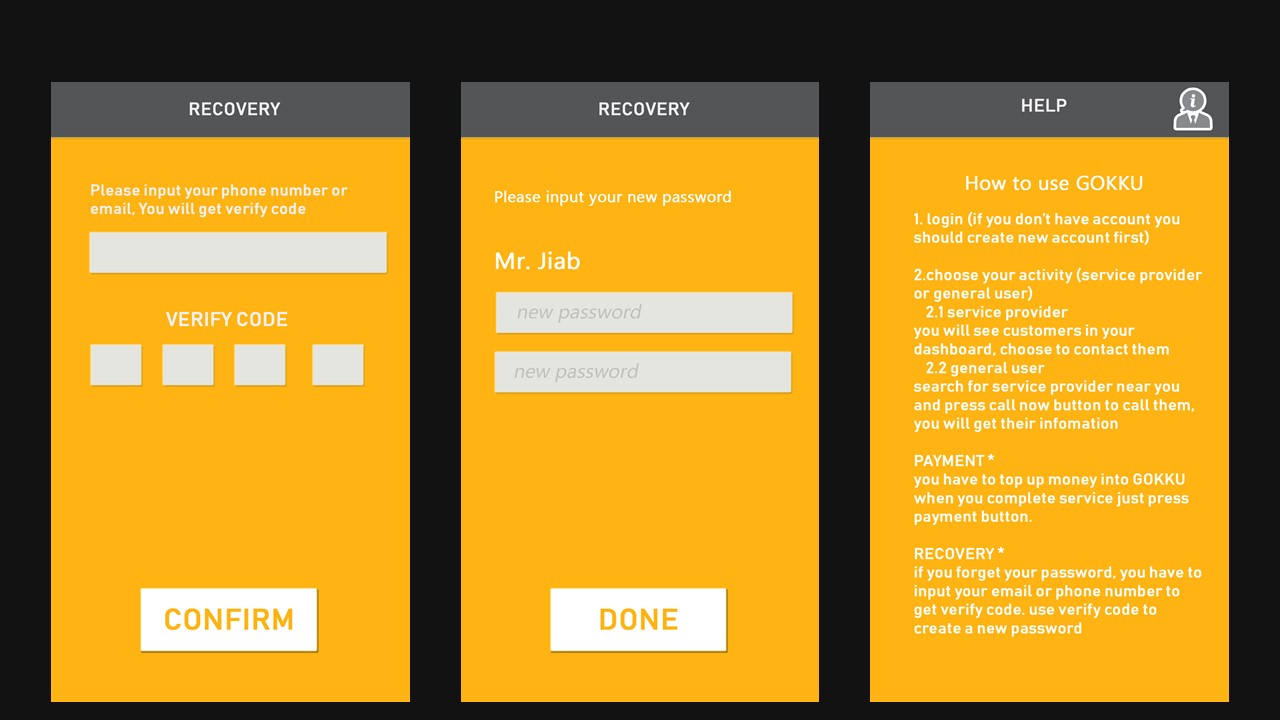 RECOVERY
Please input your phone number or
email, You will get verify code
VERIFY CODE
CONFIRM
RECOVERY
Please input your new password
Mr. Jiab
new password
new password
DONE
HELP
i
How to use GOKKU
1. login (if you don't have account you
should create new account first)
2.choose your activity (service provider
or general user)
2.1 service provider
you will see customers in your
dashboard, choose to contact them
2.2 general user
search for service provider near you
and press call now button to call them,
you will get their infomation
PAYMENT *
you have to top up money into GOKKU
when you complete service just press
payment button.
RECOVERY *
if you forget your password, you have to
input your email or phone number to
get verify code. use verify code to
create a new password